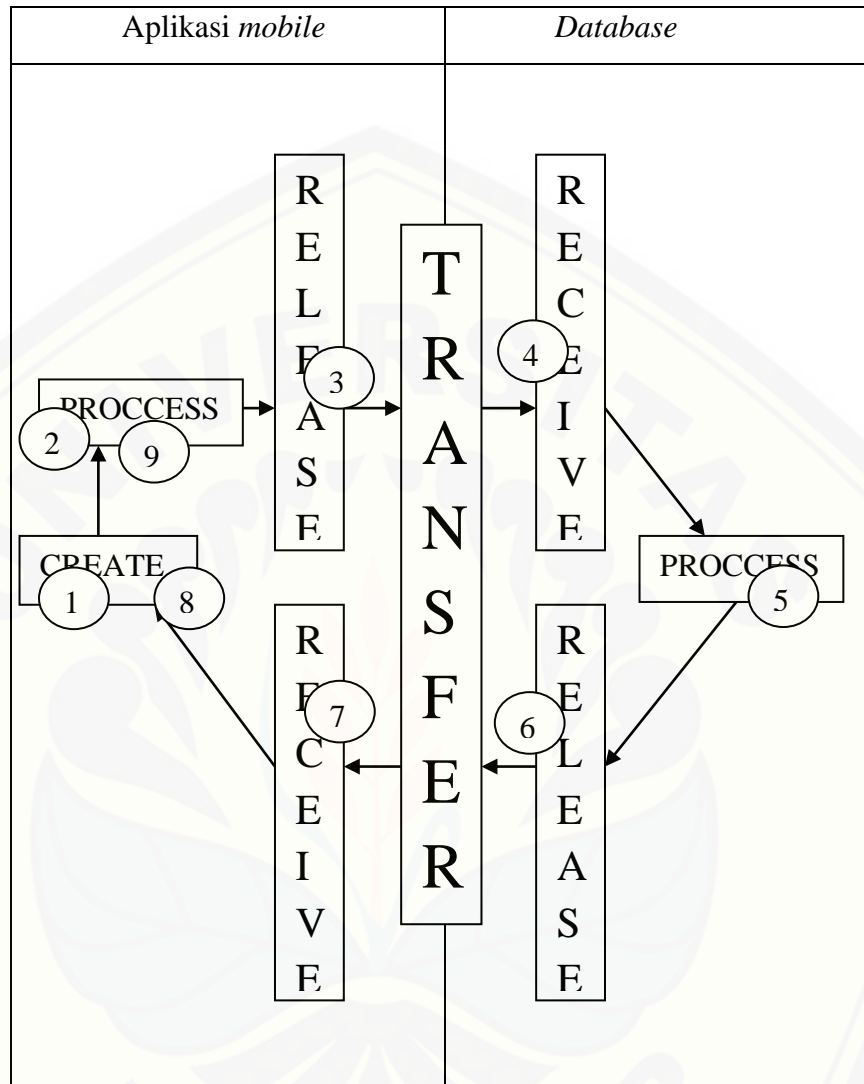 Aplikasi mobile
Database
RELEASE
RECEIVE
TRANSFER
3
4
PROCCESS
2
9
CREATE
1
8
PROCCESS
5
RECEIVE
7
RELEASE
6
UNIVERSITAS